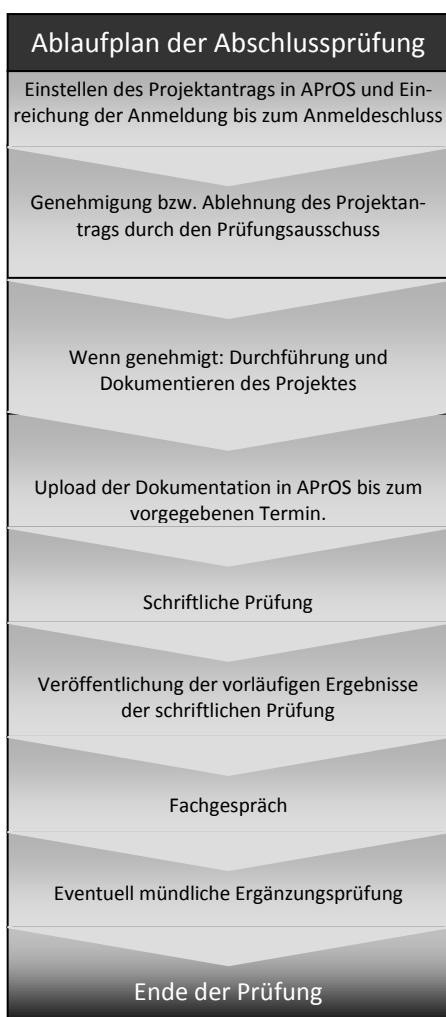 Ablaufplan der Abschlussprüfung
Einstellen des Projektantrags in APrOS und Ein-
reichung der Anmeldung bis zum Anmeldeschluss
Genehmigung bzw. Ablehnung des Projektan-
trags durch den Prüfungsausschuss
Wenn genehmigt: Durchführung und
Dokumentieren des Projektes
Upload der Dokumentation in APrOS bis zum
vorgegebenen Termin.
Schriftliche Prüfung
Veröffentlichung der vorläufigen Ergebnisse
der schriftlichen Prüfung
Fachgespräch
Eventuell mündliche Ergänzungsprüfung
Ende der Prüfung